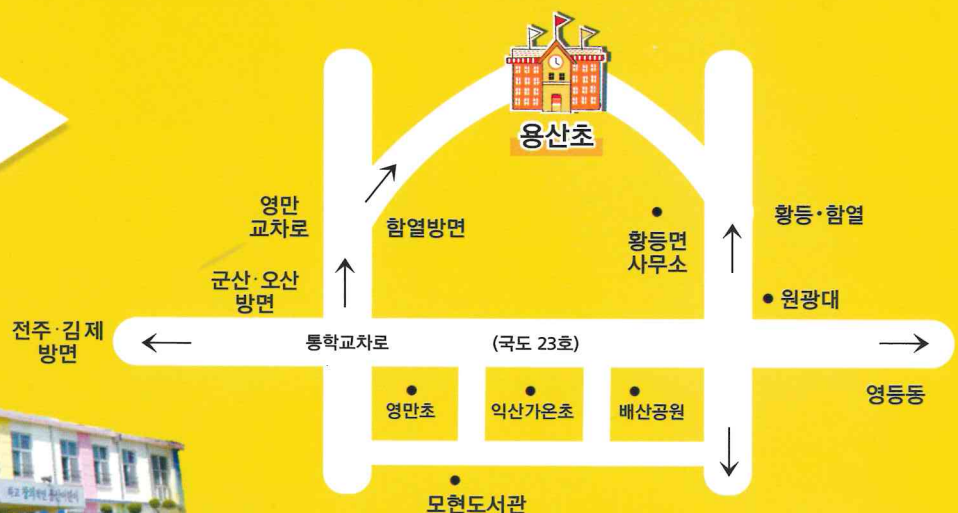 용산초
영만
교차로
함열방면
황등면
사무소
황등·함열
군산·오산
방면
원광대
전주·김제
방면
통학교차로
(국도 23호)
영만초
익산가온초
배산공원
영등동
모현도서관